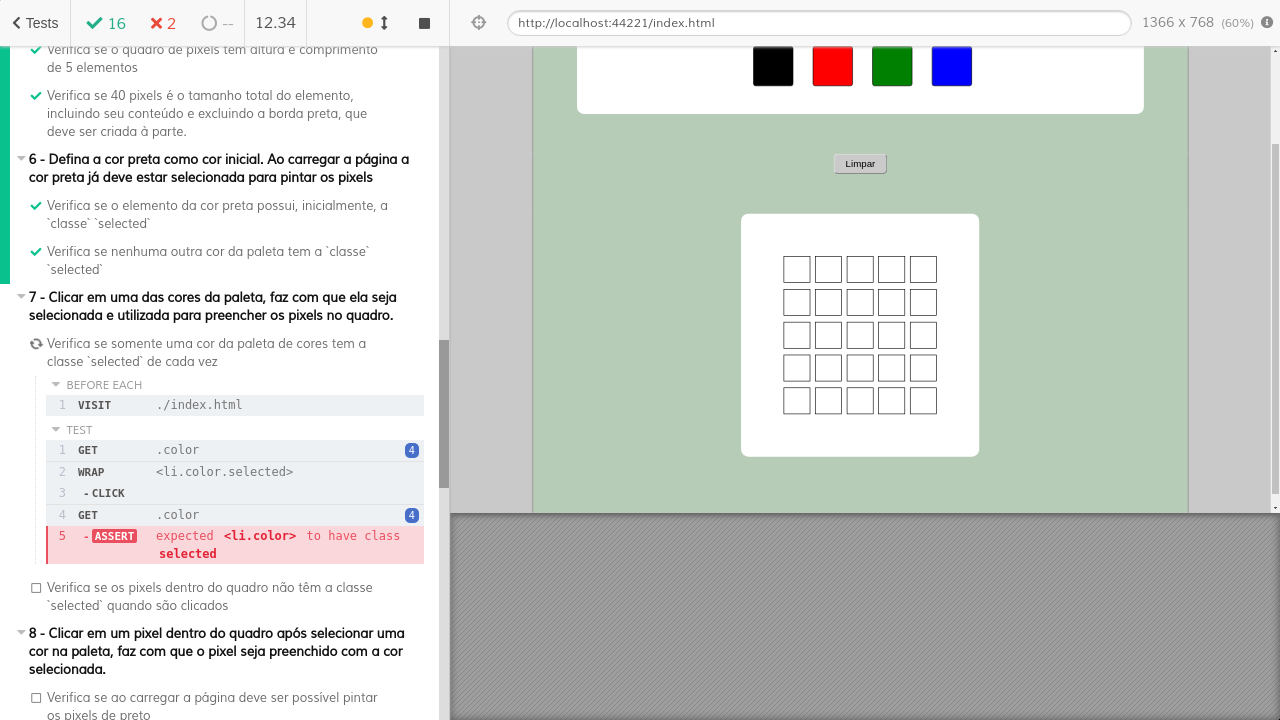 Tests
16
2
--
12.34
http://localhost:44221/index.html
1366 x 768 (60%)
Verifica se o quadro de pixels tem altura e comprimento
de 5 elementos
Verifica se 40 pixels é o tamanho total do elemento,
incluindo seu conteúdo e excluindo a borda preta, que
deve ser criada à parte.
6 - Defina a cor preta como cor inicial. Ao carregar a página a
cor preta já deve estar selecionada para pintar os pixels
Verifica se o elemento da cor preta possui, inicialmente, a
`classe` `selected`
Verifica se nenhuma outra cor da paleta tem a `classe`
`selected`
7 - Clicar em uma das cores da paleta, faz com que ela seja
selecionada e utilizada para preencher os pixels no quadro.
Verifica se somente uma cor da paleta de cores tem a
classe `selected` de cada vez
BEFORE EACH
1 VISIT ./index.html
TEST
1 GET .color 4
2 WRAP <li.color.selected>
3 -CLICK
4 GET .color 4
5 -ASSERT expected <li.color> to have class
selected
Verifica se os pixels dentro do quadro não têm a classe
`selected` quando são clicados
8 - Clicar em um pixel dentro do quadro após selecionar uma
cor na paleta, faz com que o pixel seja preenchido com a cor
selecionada.
Verifica se ao carregar a página deve ser possível pintar
os pixels de preto
Limpar